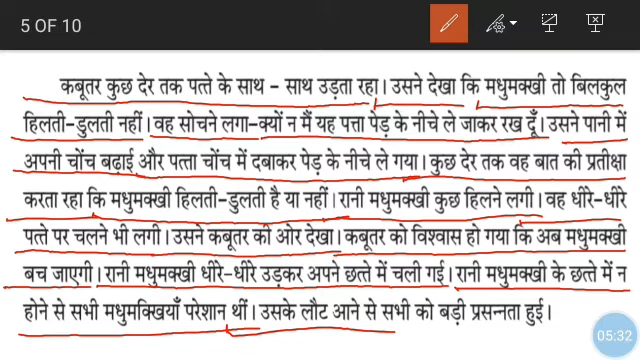 5 OF 10
कबूतर कुछ देर तक पत्ते के साथ - साथ उड़ता रहा। उसने देखा कि मधुमक्खी तो बिलकुल
हिलती-डुलती नहीं। वह सोचने लगा-क्यों न मैं यह पत्ता पेड़ के नीचे ले जाकर रख दूँ। उसने पानी में
अपनी चोंच बढ़ाई और पत्ता चोंच में दबाकर पेड़ के नीचे ले गया। कुछ देर तक वह बात की प्रतीक्षा
करता रहा कि मधुमक्खी हिलती-डुलती है या नहीं। रानी मधुमक्खी कुछ हिलने लगी। वह धीरे-धीरे
पत्ते पर चलने भी लगी। उसने कबूतर की ओर देखा। कबूतर को विश्वास हो गया कि अब मधुमक्खी
बच जाएगी। रानी मधुमक्खी धीरे-धीरे उड़कर अपने छत्ते में चली गई। रानी मधुमक्खी के छत्ते में न
होने से सभी मधुमक्खियाँ परेशान थीं। उसके लौट आने से सभी को बड़ी प्रसन्नता हुई।
05:32